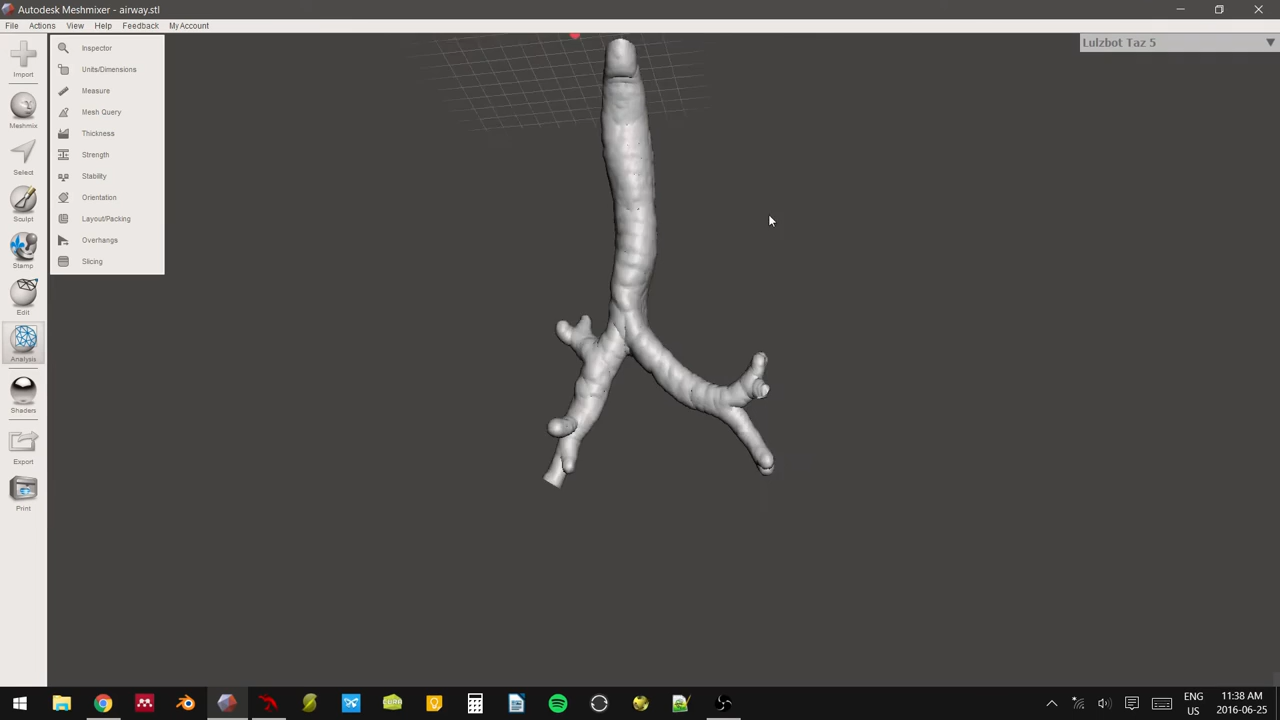 Autodesk Meshmixer - airway.stl
File Actions View Help Feedback My Account
Lulzbot Taz 5
Import
Meshmix
Select
Sculpt
Stamp
Edit
Analysis
Shaders
Export
Print
Inspector
Units/Dimensions
Measure
Mesh Query
Thickness
Strength
Stability
Orientation
Layout/Packing
Overhangs
Slicing
CURA
ENG
US
11:38 AM
2016-06-25